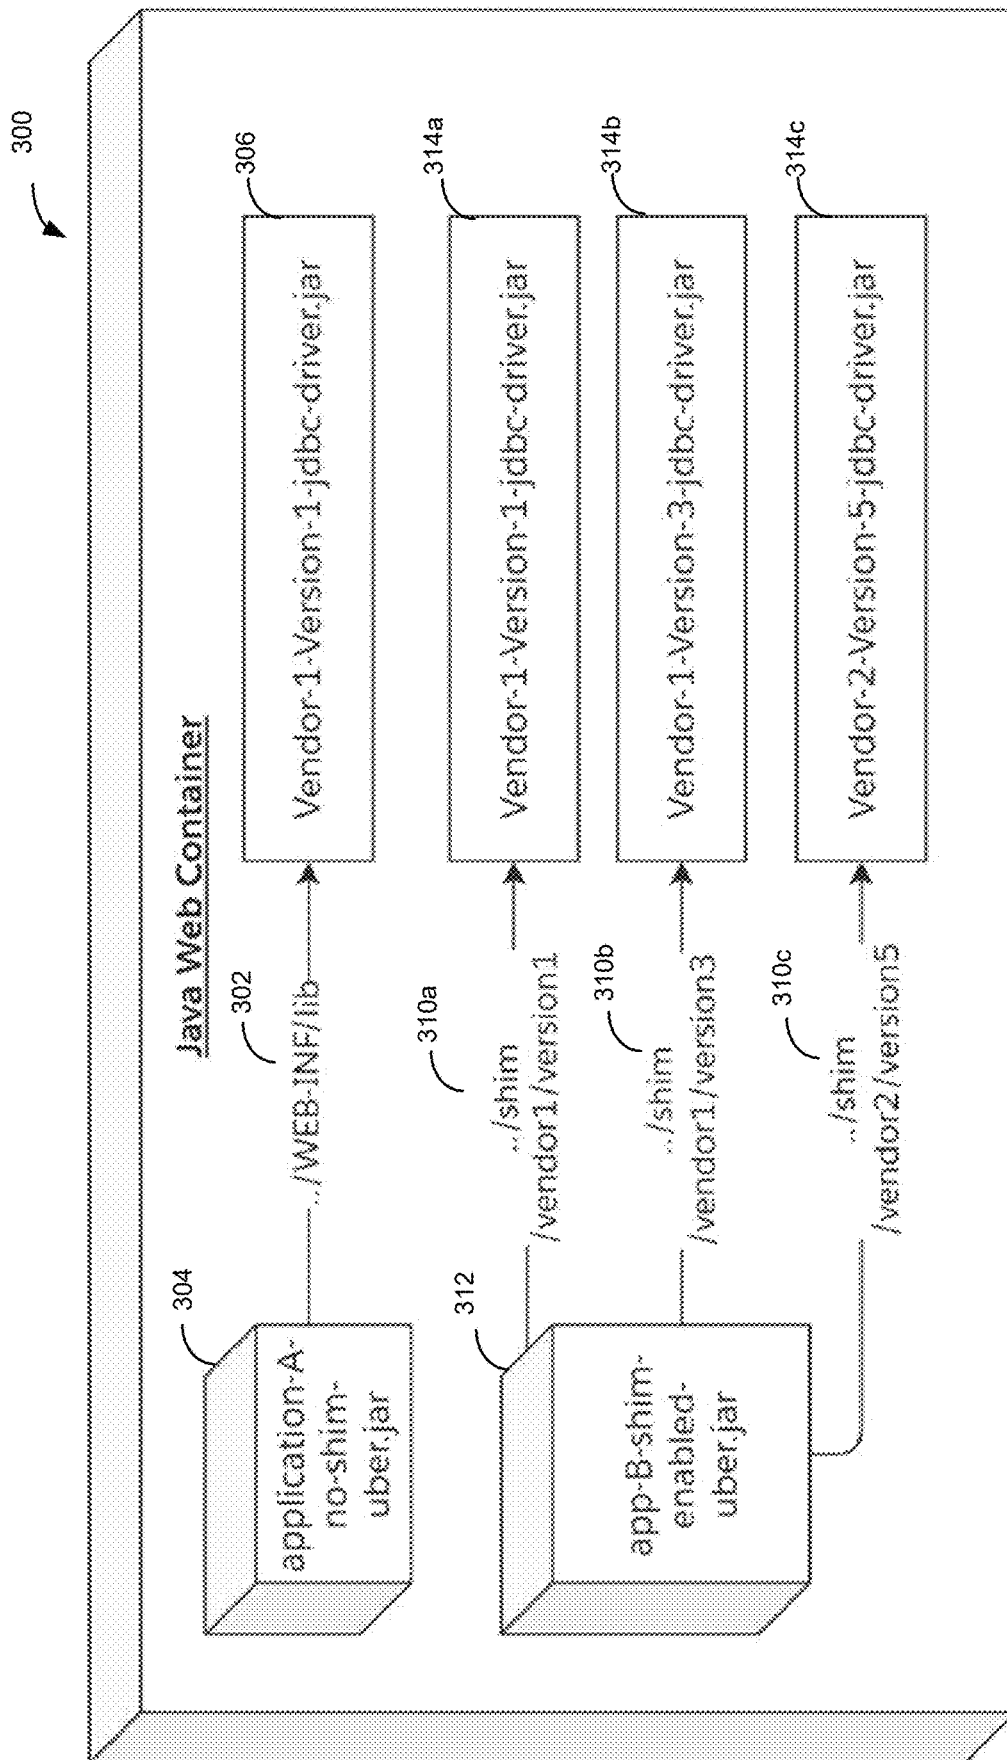 300
Java Web Container
304
application-A-
no-shim-
uber.jar
302
../WEB-INF/lib
306
Vendor-1-Version-1-jdbc-driver.jar
312
app-B-shim-
enabled-
uber.jar
310a
../shim
/vendor1/version1
314a
Vendor-1-Version-1-jdbc-driver.jar
310b
../shim
/vendor1/version3
314b
Vendor-1-Version-3-jdbc-driver.jar
310c
../shim
/vendor2/version5
314c
Vendor-2-Version-5-jdbc-driver.jar